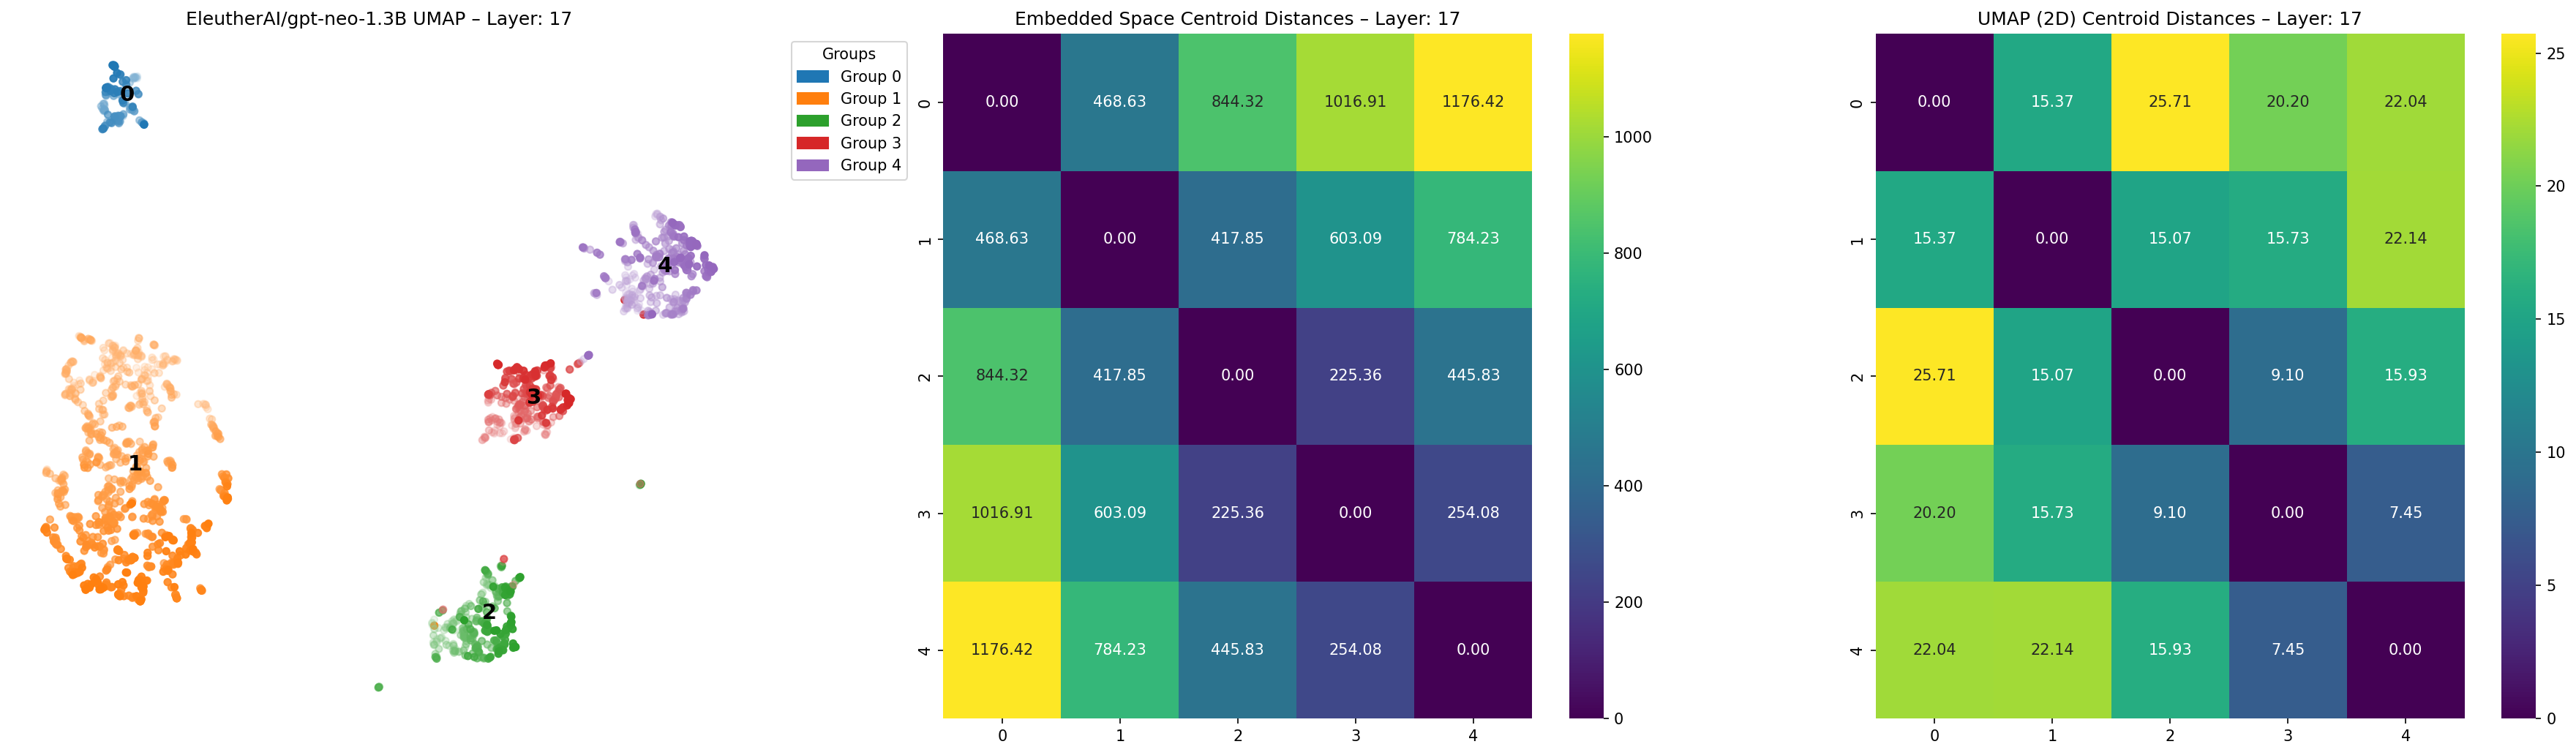 EleutherAI/gpt-neo-1.3B UMAP – Layer: 17
Groups
Group 0
Group 1
Group 2
Group 3
Group 4
0
4
3
1
2
Embedded Space Centroid Distances – Layer: 17
0 0.00 468.63 844.32 1016.91 1176.42
1 468.63 0.00 417.85 603.09 784.23
2 844.32 417.85 0.00 225.36 445.83
3 1016.91 603.09 225.36 0.00 254.08
4 1176.42 784.23 445.83 254.08 0.00
0 1 2 3 4
1000
800
600
400
200
0
UMAP (2D) Centroid Distances – Layer: 17
0 0.00 15.37 25.71 20.20 22.04
1 15.37 0.00 15.07 15.73 22.14
2 25.71 15.07 0.00 9.10 15.93
3 20.20 15.73 9.10 0.00 7.45
4 22.04 22.14 15.93 7.45 0.00
0 1 2 3 4
25
20
15
10
5
0